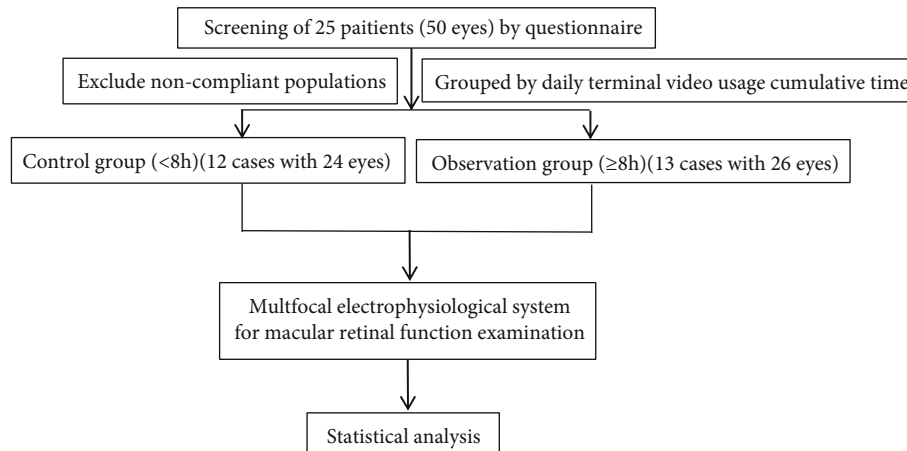 Screening of 25 paitients (50 eyes) by questionnaire
Exclude non-compliant populations
Grouped by daily terminal video usage cumulative time
Control group (<8h)(12 cases with 24 eyes)
Observation group (≥8h)(13 cases with 26 eyes)
Multfocal electrophysiological system
for macular retinal function examination
Statistical analysis